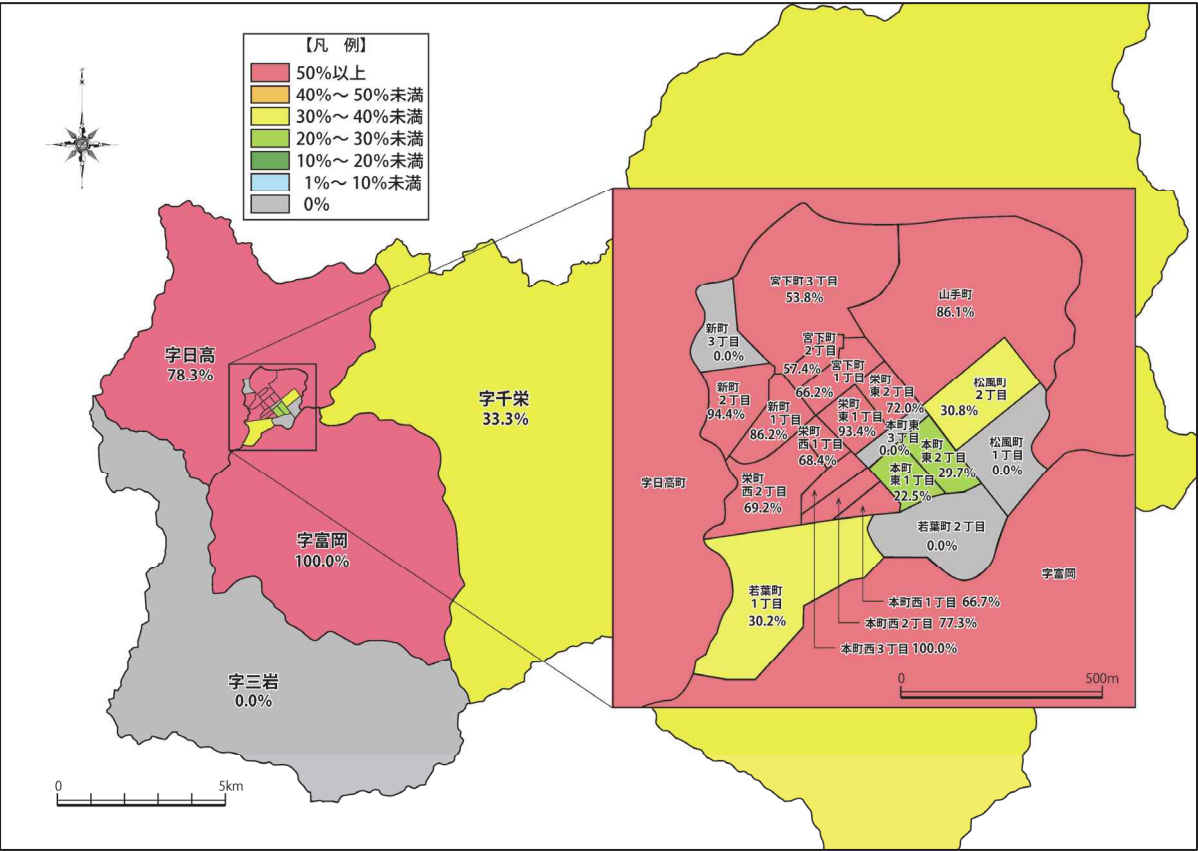 【凡　例】
50%以上
40%～50%未満
30%～40%未満
20%～30%未満
10%～20%未満
1%～10%未満
0%
字日高
78.3%
字千栄
33.3%
字富岡
100.0%
字三岩
0.0%
0
5km
宮下町３丁目
53.8%
山手町
86.1%
新町
３丁目
0.0%
宮下町
２丁目
57.4%
宮下町
１丁目
66.2%
栄町
東２丁目
72.0%
松風町
２丁目
30.8%
新町
２丁目
94.4%
新町
１丁目
86.2%
栄町
東１丁目
93.4%
栄町
西１丁目
68.4%
本町東
３丁目
0.0%
本町
東２丁目
29.7%
松風町
１丁目
0.0%
本町
東１丁目
22.5%
字日高町
栄町
西２丁目
69.2%
若葉町２丁目
0.0%
字富岡
若葉町
１丁目
30.2%
本町西１丁目 66.7%
本町西２丁目 77.3%
本町西３丁目 100.0%
0
500m